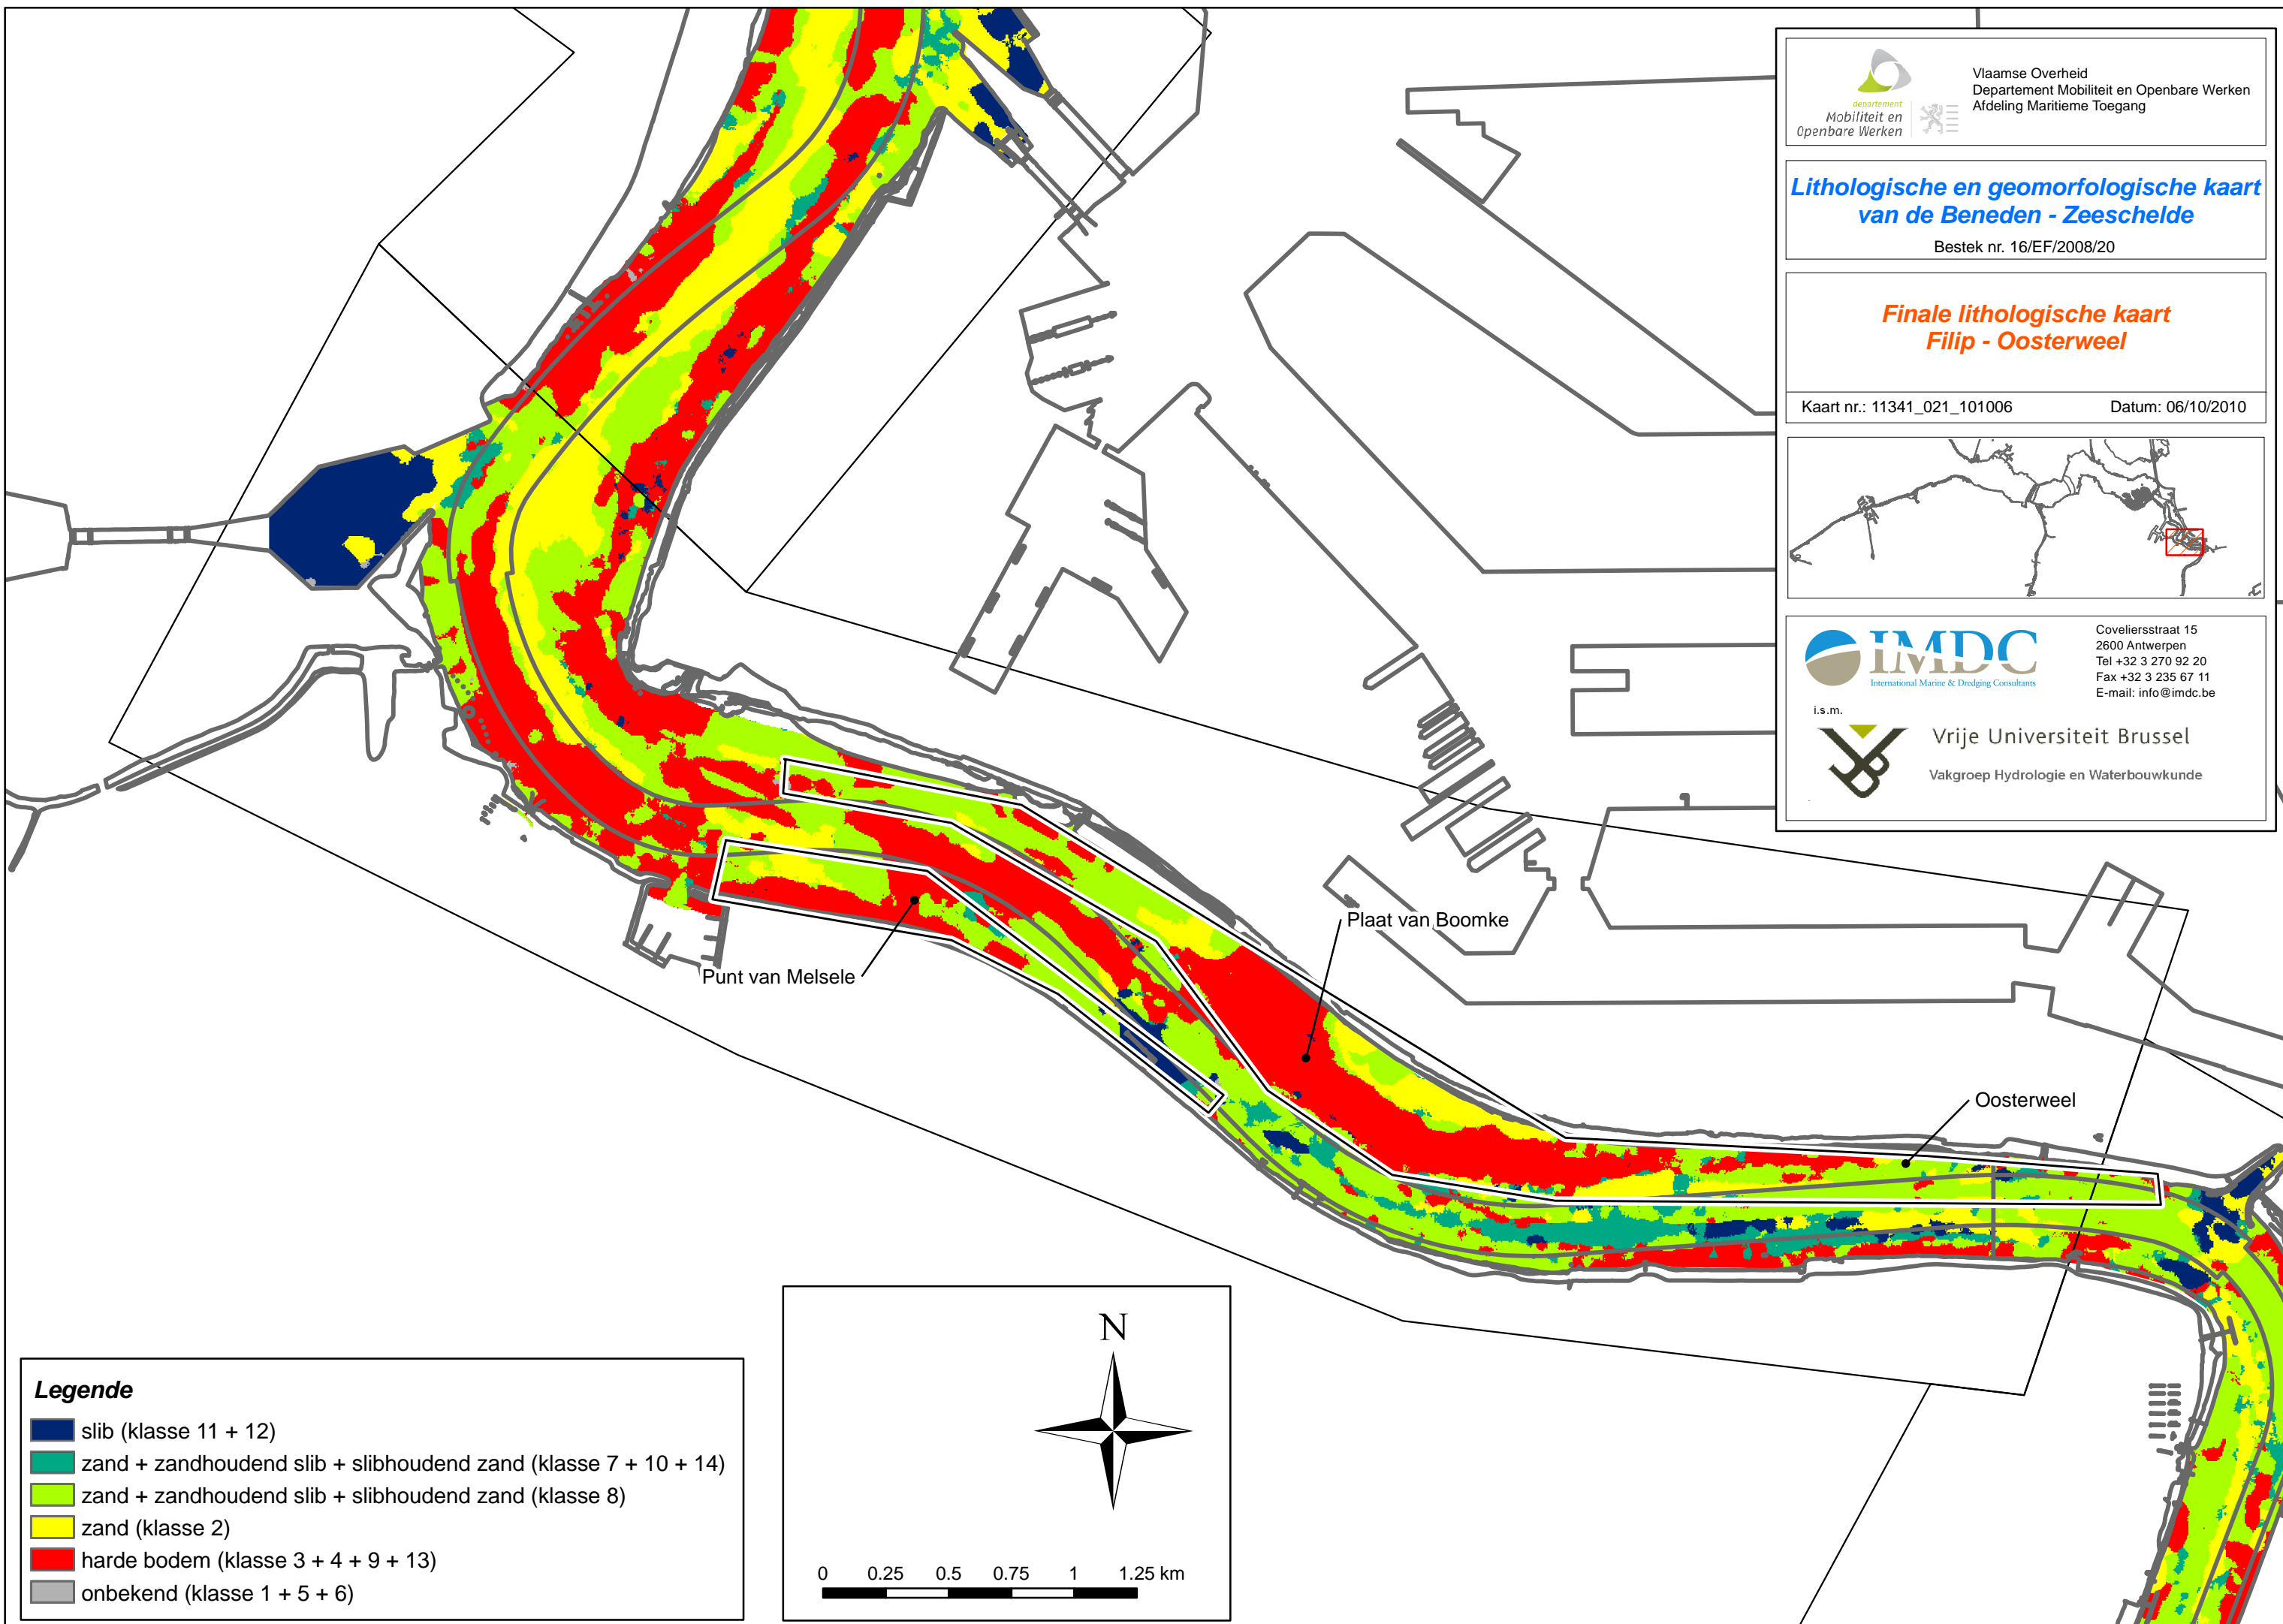 departement
Mobiliteit en
Openbare Werken
Vlaamse Overheid
Departement Mobiliteit en Openbare Werken
Afdeling Maritieme Toegang
Lithologische en geomorfologische kaart
van de Beneden - Zeeschelde
Bestek nr. 16/EF/2008/20
Finale lithologische kaart
Filip - Oosterweel
Kaart nr.: 11341_021_101006
Datum: 06/10/2010
IMDC
International Marine & Dredging Consultants
Coveliersstraat 15
2600 Antwerpen
Tel +32 3 270 92 20
Fax +32 3 235 67 11
E-mail: info@imdc.be
i.s.m.
Vrije Universiteit Brussel
Vakgroep Hydrologie en Waterbouwkunde
Plaat van Boomke
Punt van Melsele
Oosterweel
N
0 0.25 0.5 0.75 1 1.25 km
Legende
slib (klasse 11 + 12)
zand + zandhoudend slib + slibhoudend zand (klasse 7 + 10 + 14)
zand + zandhoudend slib + slibhoudend zand (klasse 8)
zand (klasse 2)
harde bodem (klasse 3 + 4 + 9 + 13)
onbekend (klasse 1 + 5 + 6)